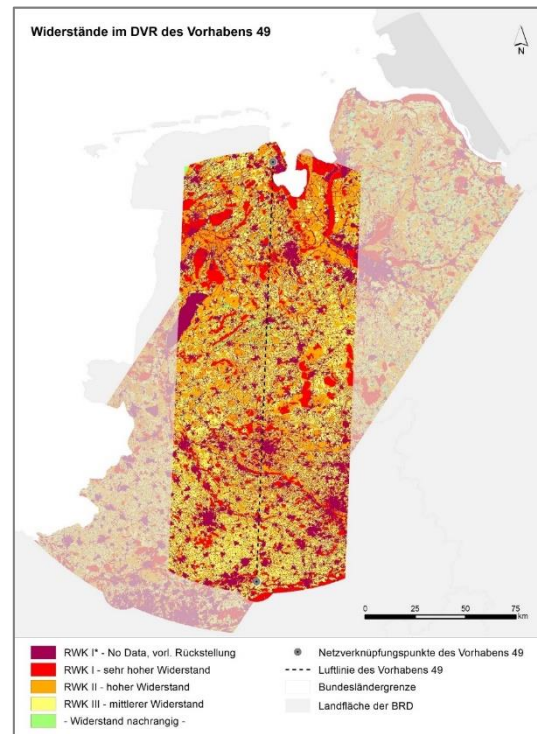 Widerstände im DVR des Vorhabens 49
N
0 25 50 75
km
RWK I* - No Data, vorl. Rückstellung
RWK I - sehr hoher Widerstand
RWK II - hoher Widerstand
RWK III - mittlerer Widerstand
- Widerstand nachrangig -
Netzverknüpfungspunkte des Vorhabens 49
Luftlinie des Vorhabens 49
Bundesländergrenze
Landfläche der BRD